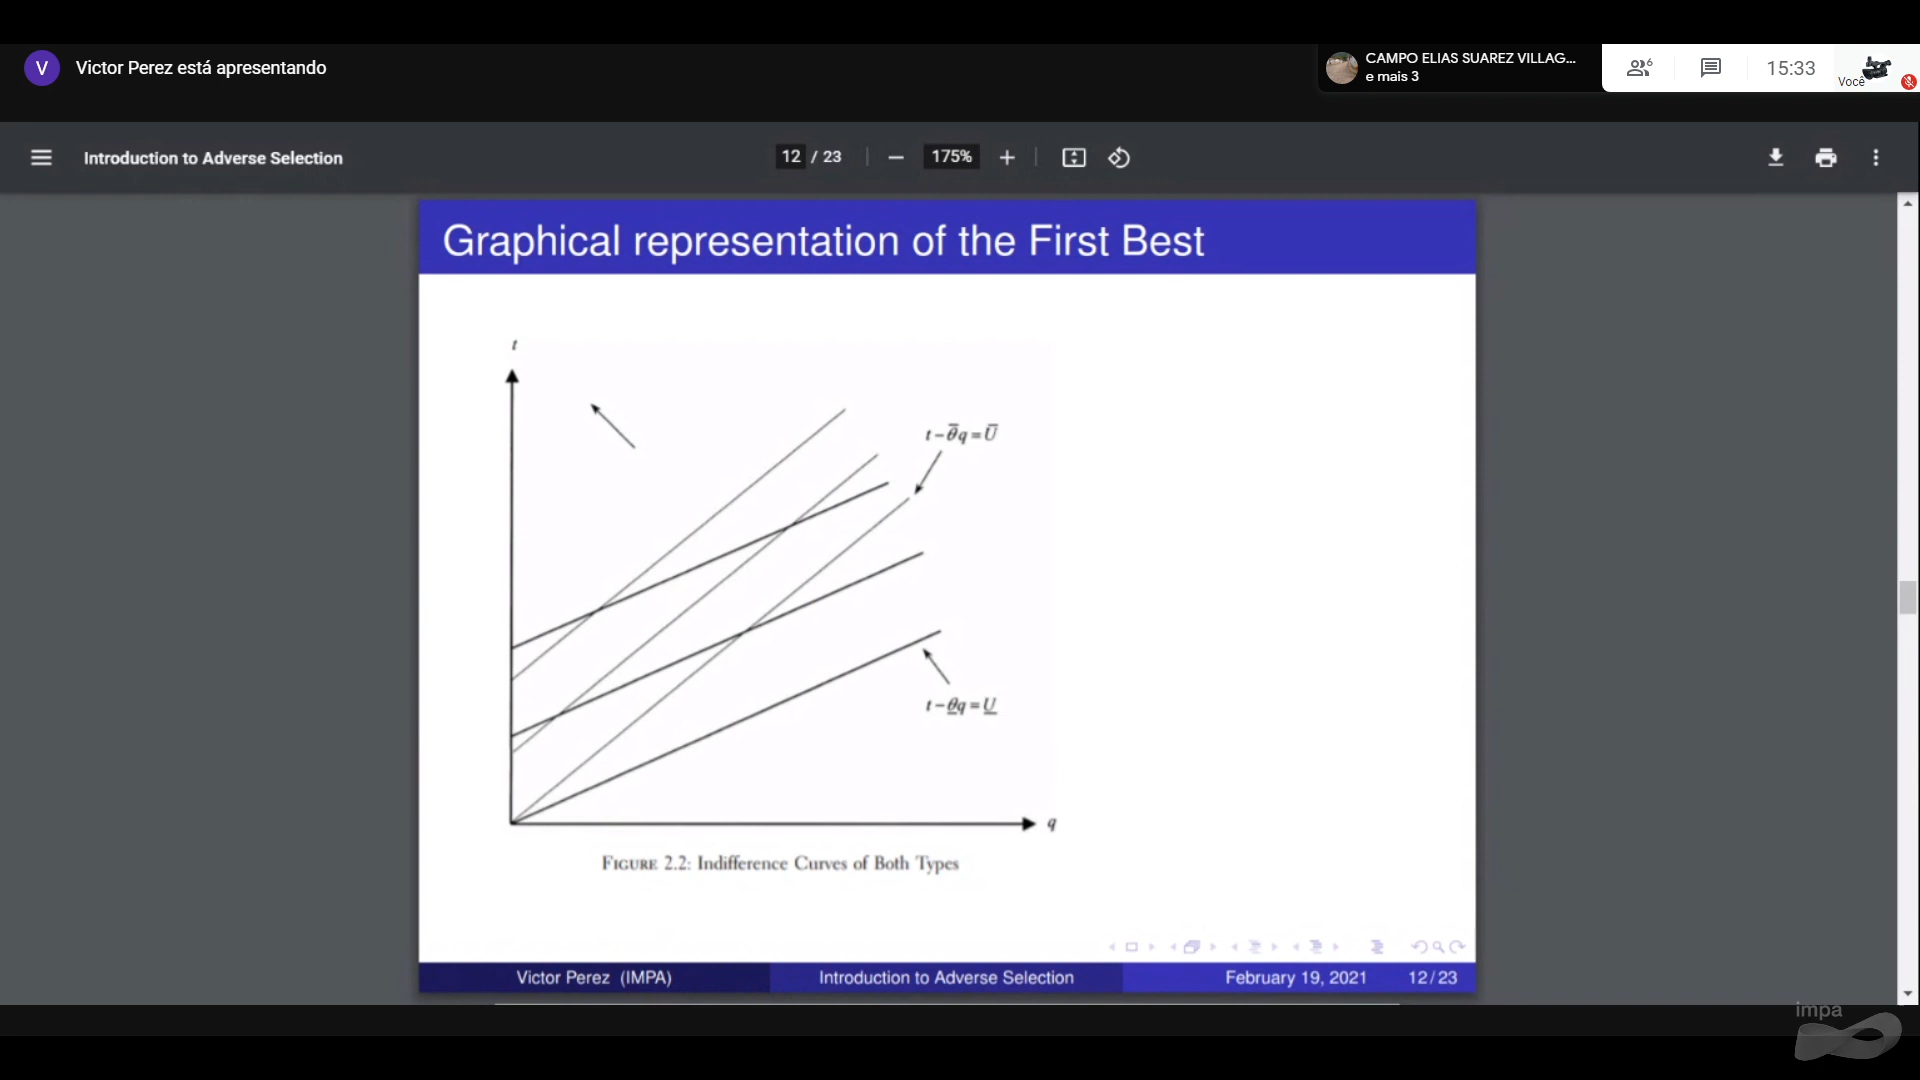 V Victor Perez está apresentando
CAMPO ELIAS SUAREZ VILLAG...
e mais 3
6
15:33
Você
Introduction to Adverse Selection
12 / 23
175%
Graphical representation of the First Best
t
t − θ̅q = U̅
t − θ̲q = U̲
q
FIGURE 2.2: Indifference Curves of Both Types
Victor Perez (IMPA) Introduction to Adverse Selection February 19, 2021 12/23
impa